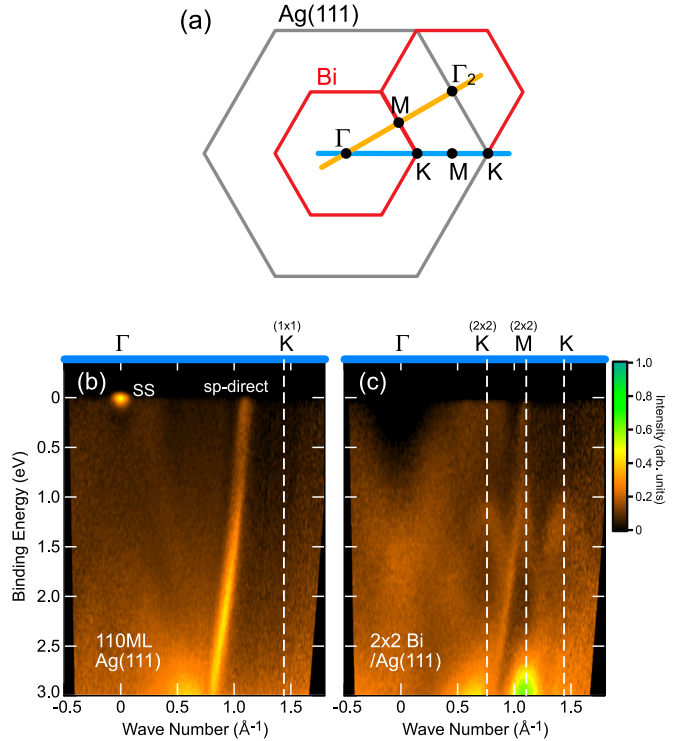 (a)
Ag(111)
Bi
Γ₂
M
Γ
K M K
(1x1) (2x2) (2x2)
Γ K Γ K M K
(b) SS sp-direct (c)
Binding Energy (eV)
0
0.5
1.0
1.5
2.0
2.5
3.0
110ML
Ag(111)
2x2 Bi
/Ag(111)
-0.5 0 0.5 1.0 1.5 -0.5 0 0.5 1.0 1.5
Wave Number (Å⁻¹) Wave Number (Å⁻¹)
1.0
0.8
0.6
0.4
0.2
0
Intensity (arb. units)